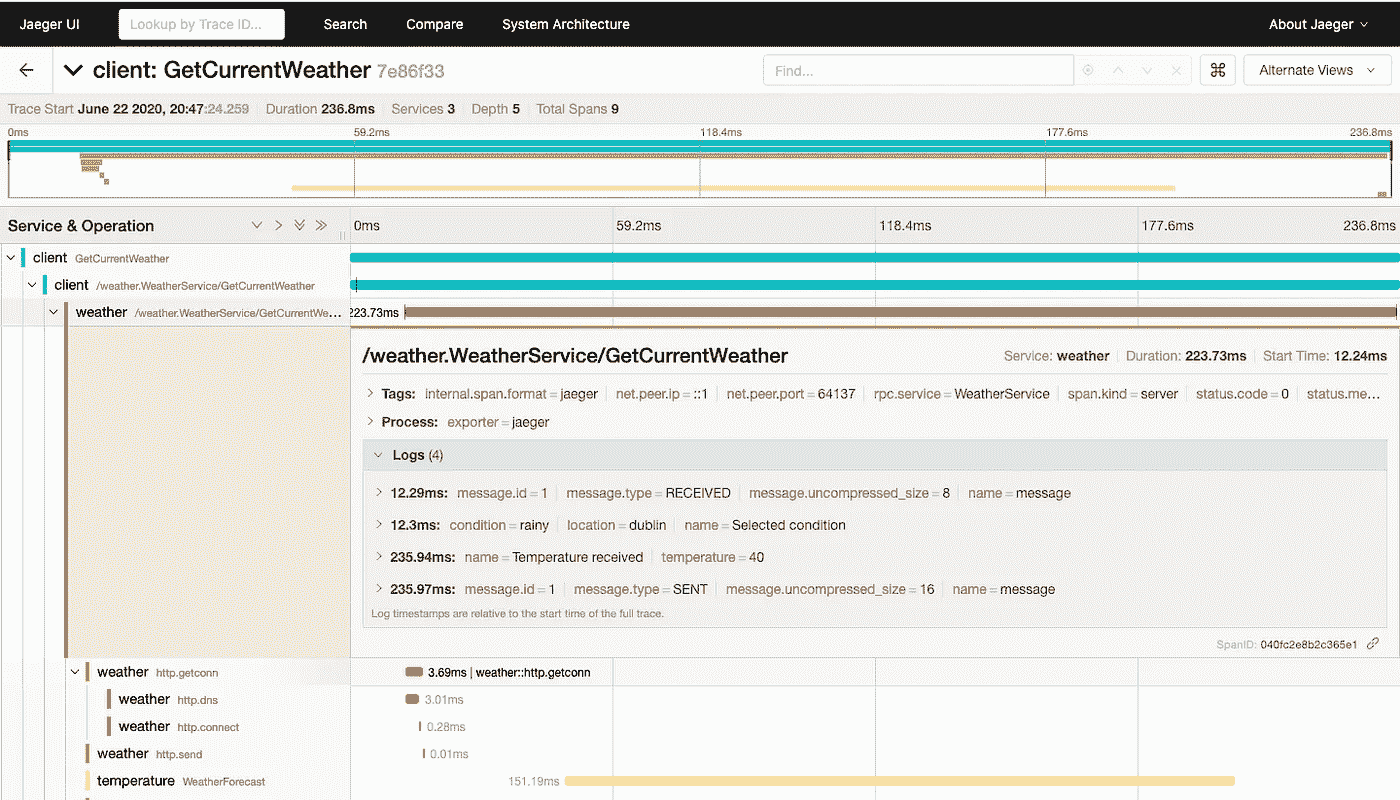 Jaeger UI Lookup by Trace ID... Search Compare System Architecture About Jaeger
client: GetCurrentWeather 7e86f33 Find... ⌘ Alternate Views
Trace Start June 22 2020, 20:47:24.259 Duration 236.8ms Services 3 Depth 5 Total Spans 9
0ms 59.2ms 118.4ms 177.6ms 236.8ms
Service & Operation 0ms 59.2ms 118.4ms 177.6ms 236.8ms
client GetCurrentWeather
client /weather.WeatherService/GetCurrentWeather
weather /weather.WeatherService/GetCurrentWe... 223.73ms
/weather.WeatherService/GetCurrentWeather Service: weather Duration: 223.73ms Start Time: 12.24ms
Tags: internal.span.format = jaeger net.peer.ip = ::1 net.peer.port = 64137 rpc.service = WeatherService span.kind = server status.code = 0 status.me...
Process: exporter = jaeger
Logs (4)
12.29ms: message.id = 1 message.type = RECEIVED message.uncompressed_size = 8 name = message
12.3ms: condition = rainy location = dublin name = Selected condition
235.94ms: name = Temperature received temperature = 40
235.97ms: message.id = 1 message.type = SENT message.uncompressed_size = 16 name = message
Log timestamps are relative to the start time of the full trace.
SpanID: 040fc2e8b2c365e1
weather http.getconn 3.69ms | weather::http.getconn
weather http.dns 3.01ms
weather http.connect 0.28ms
weather http.send 0.01ms
temperature WeatherForecast 151.19ms